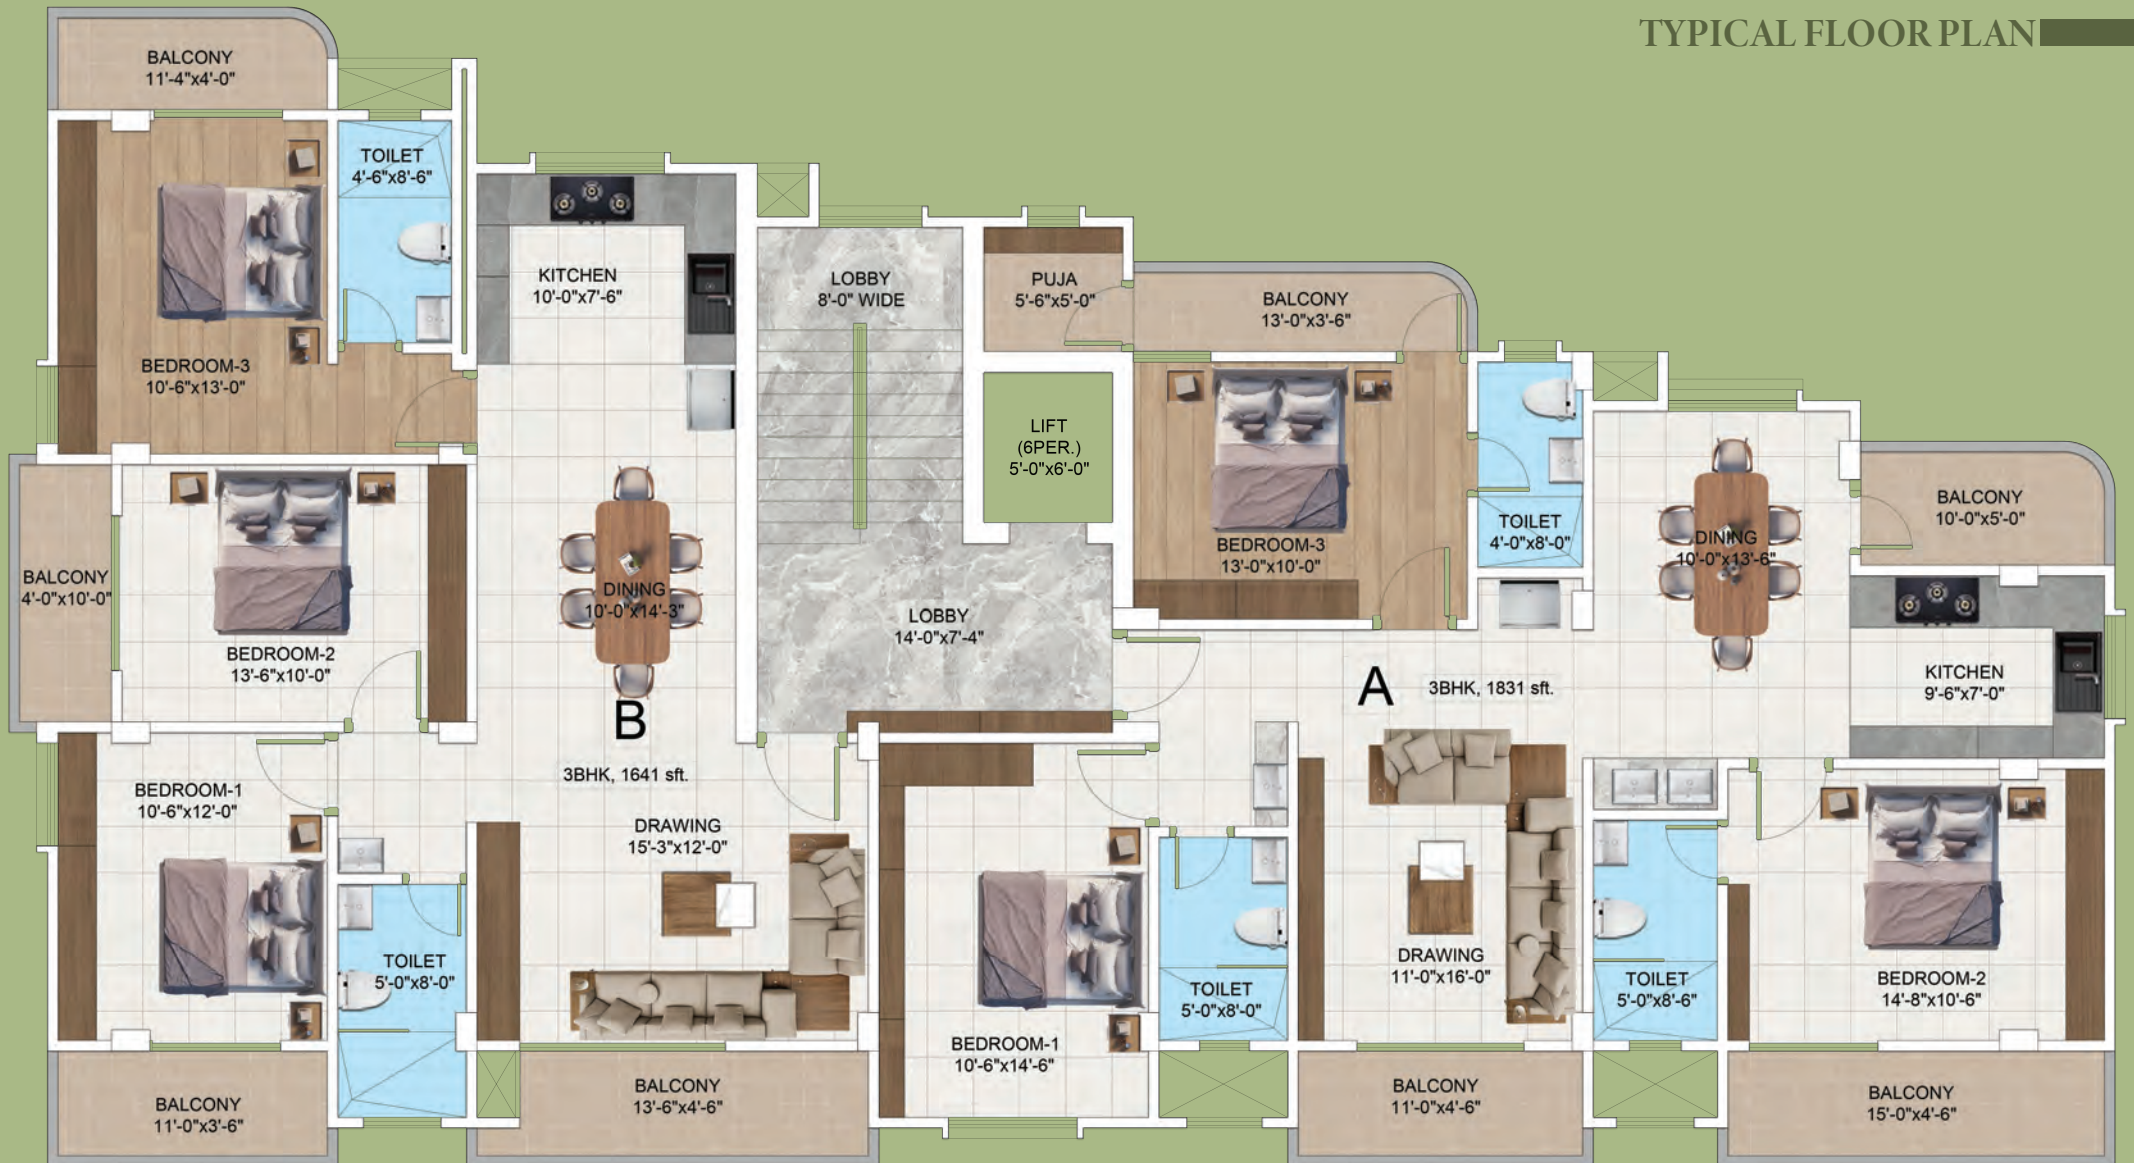 TYPICAL FLOOR PLAN
BALCONY
11'-4"x4'-0"
TOILET
4'-6"x8'-6"
KITCHEN
10'-0"x7'-6"
LOBBY
8'-0" WIDE
PUJA
5'-6"x5'-0"
BALCONY
13'-0"x3'-6"
BEDROOM-3
10'-6"x13'-0"
LIFT
(6PER.)
5'-0"x6'-0"
BALCONY
10'-0"x5'-0"
TOILET
4'-0"x8'-0"
DINING
10'-0"x13'-6"
BEDROOM-3
13'-0"x10'-0"
BALCONY
4'-0"x10'-0"
DINING
10'-0"x14'-3"
LOBBY
14'-0"x7'-4"
BEDROOM-2
13'-6"x10'-0"
KITCHEN
9'-6"x7'-0"
A
3BHK, 1831 sft.
B
3BHK, 1641 sft.
BEDROOM-1
10'-6"x12'-0"
DRAWING
15'-3"x12'-0"
TOILET
5'-0"x8'-0"
DRAWING
11'-0"x16'-0"
TOILET
5'-0"x8'-0"
TOILET
5'-0"x8'-6"
BEDROOM-2
14'-8"x10'-6"
BEDROOM-1
10'-6"x14'-6"
BALCONY
11'-0"x3'-6"
BALCONY
13'-6"x4'-6"
BALCONY
11'-0"x4'-6"
BALCONY
15'-0"x4'-6"